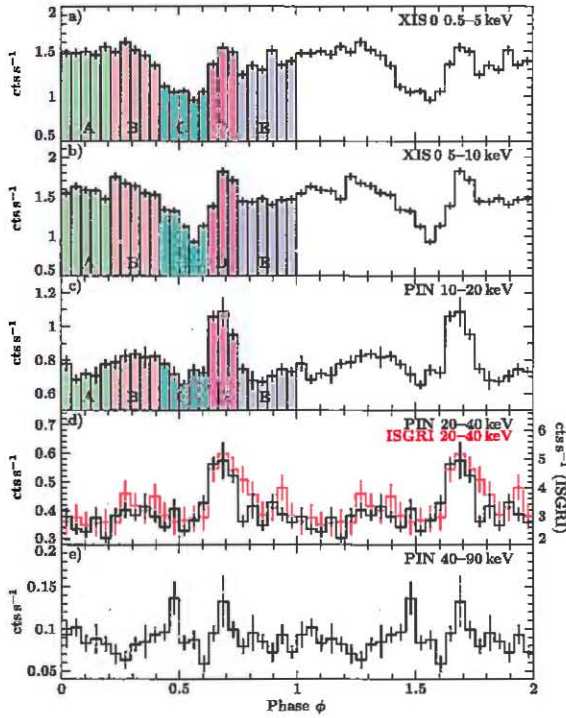 a) XIS0 0.5–5 keV
2
1.5
1
0.5
cts s⁻¹
A B C D E
b) XIS0 5–10 keV
2
1.5
1
0.5
cts s⁻¹
A B C D E
c) PIN 10–20 keV
1.2
1
0.8
0.6
cts s⁻¹
A B C D E
d) PIN 20–40 keV
ISGRI 20–40 keV
0.7
0.6
0.5
0.4
0.3
cts s⁻¹
6
5
4
3
2
cts s⁻¹ (ISGRI)
e) PIN 40–90 keV
0.2
0.15
0.1
0.05
cts s⁻¹
0 0.5 1 1.5 2
Phase ϕ